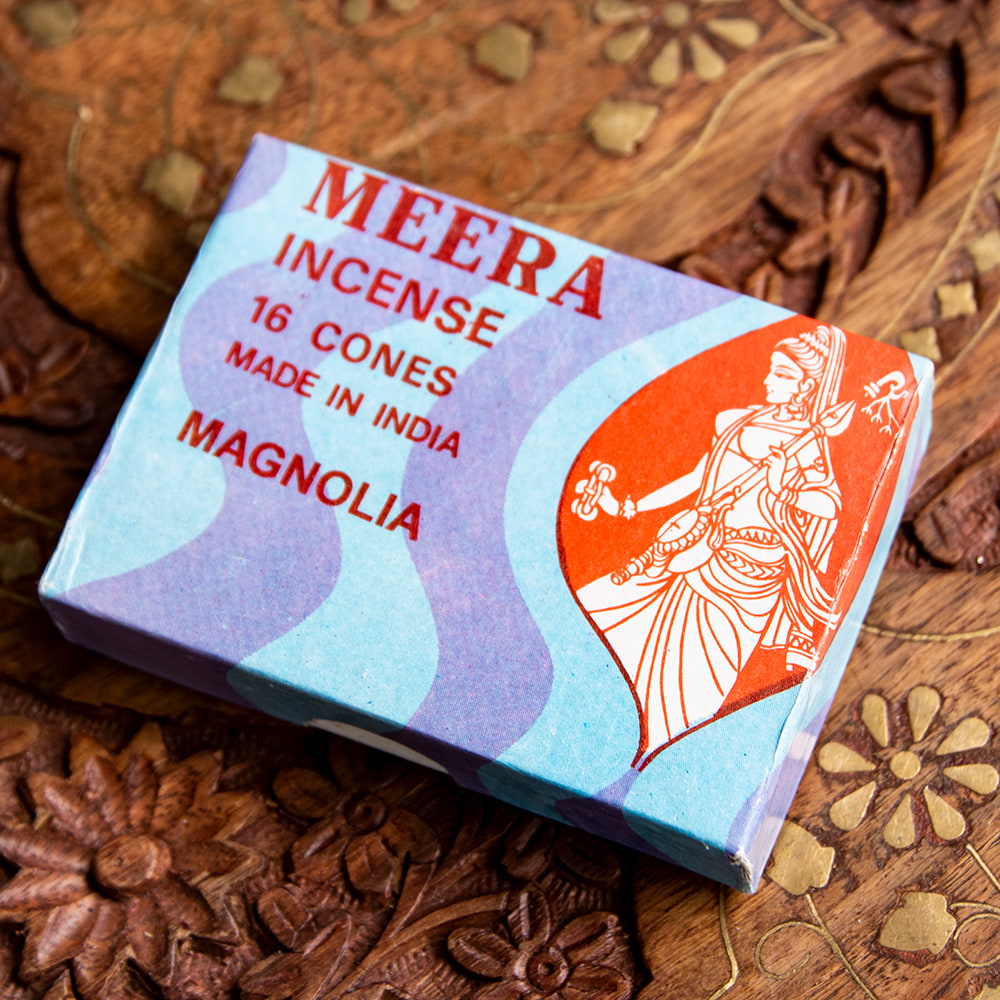 MEERA
INCENSE
16 CONES
MADE IN INDIA
MAGNOLIA